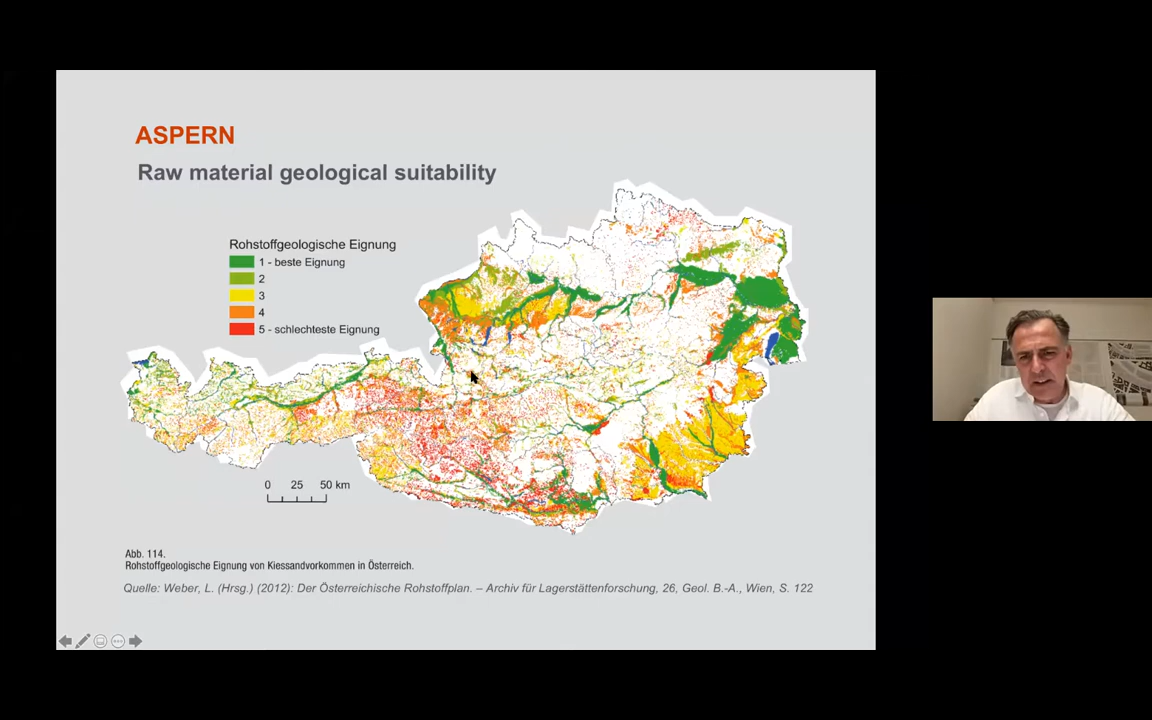 ASPERN
Raw material geological suitability
Rohstoffgeologische Eignung
1 - beste Eignung
2
3
4
5 - schlechteste Eignung
0 25 50 km
Abb. 114.
Rohstoffgeologische Eignung von Kiessandvorkommen in Österreich.
Quelle: Weber, L. (Hrsg.) (2012): Der Österreichische Rohstoffplan. – Archiv für Lagerstättenforschung, 26, Geol. B.-A., Wien, S. 122